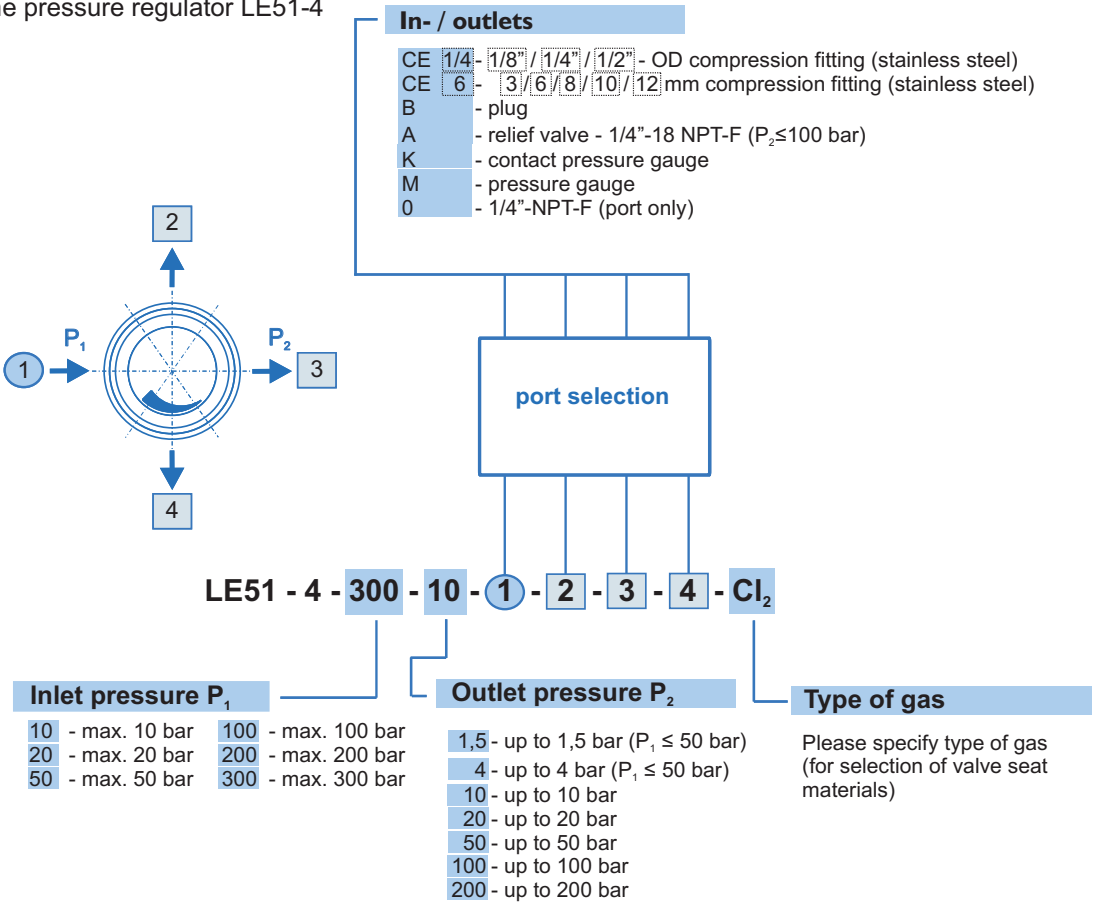 pressure regulator LE51-4
In- / outlets
CE 1/4 - 1/8” / 1/4” / 1/2” - OD compression fitting (stainless steel)
CE 6 - 3 / 6 / 8 / 10 / 12 mm compression fitting (stainless steel)
B - plug
A - relief valve - 1/4”-18 NPT-F (P₂≤100 bar)
K - contact pressure gauge
M - pressure gauge
0 - 1/4”-NPT-F (port only)
2
P₁
P₂
1
3
4
port selection
LE51 - 4 - 300 - 10 - 1 - 2 - 3 - 4 - Cl₂
Inlet pressure P₁
10 - max. 10 bar 100 - max. 100 bar
20 - max. 20 bar 200 - max. 200 bar
50 - max. 50 bar 300 - max. 300 bar
Outlet pressure P₂
1,5 - up to 1,5 bar (P₁ ≤ 50 bar)
4 - up to 4 bar (P₁ ≤ 50 bar)
10 - up to 10 bar
20 - up to 20 bar
50 - up to 50 bar
100 - up to 100 bar
200 - up to 200 bar
Type of gas
Please specify type of gas
(for selection of valve seat
materials)